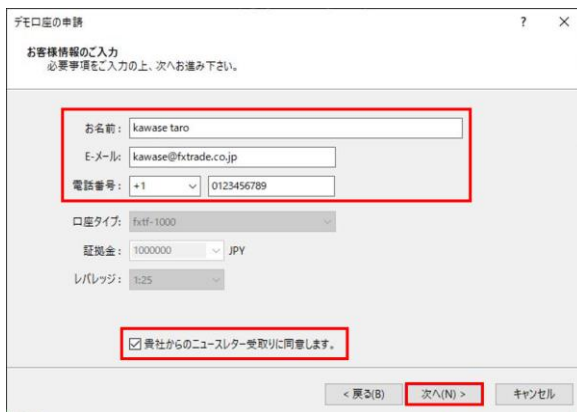 デモ口座の申請 ? ×
お客様情報のご入力
必要事項をご入力の上、次へお進み下さい。
お名前： kawase taro
E-メール: kawase@fxtrade.co.jp
電話番号： +1 0123456789
口座タイプ: fxtf-1000
証拠金： 1000000 JPY
レバレッジ： 1:25
貴社からのニュースレター受取りに同意します。
< 戻る(B) 次へ(N) > キャンセル